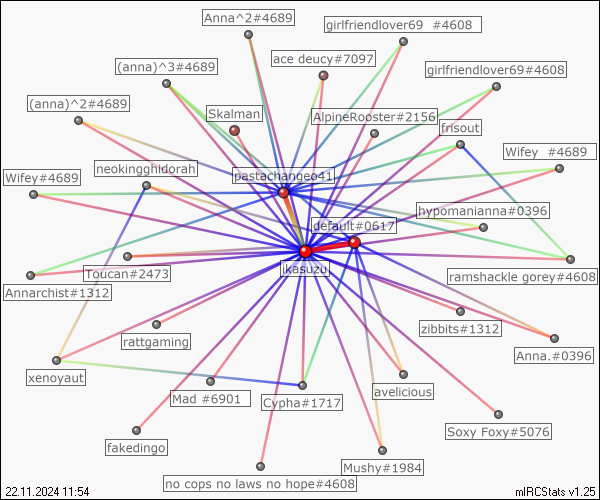 Anna^2#4689
girlfriendlover69  #4608
ace deucy#7097
(anna)^3#4689
girlfriendlover69#4608
(anna)^2#4689
Skalman
AlpineRooster#2156
frisout
Wifey  #4689
neokingghidorah
Wifey#4689
pastachangeo41
hypomanianna#0396
default#0617
ikasuzu
Toucan#2473
ramshackle gorey#4608
Annarchist#1312
zibbits#1312
rattgaming
Anna.#0396
xenoyaut
avelicious
Mad #6901
Cypha#1717
Soxy Foxy#5076
fakedingo
Mushy#1984
no cops no laws no hope#4608
22.11.2024 11:54
mIRCStats v1.25